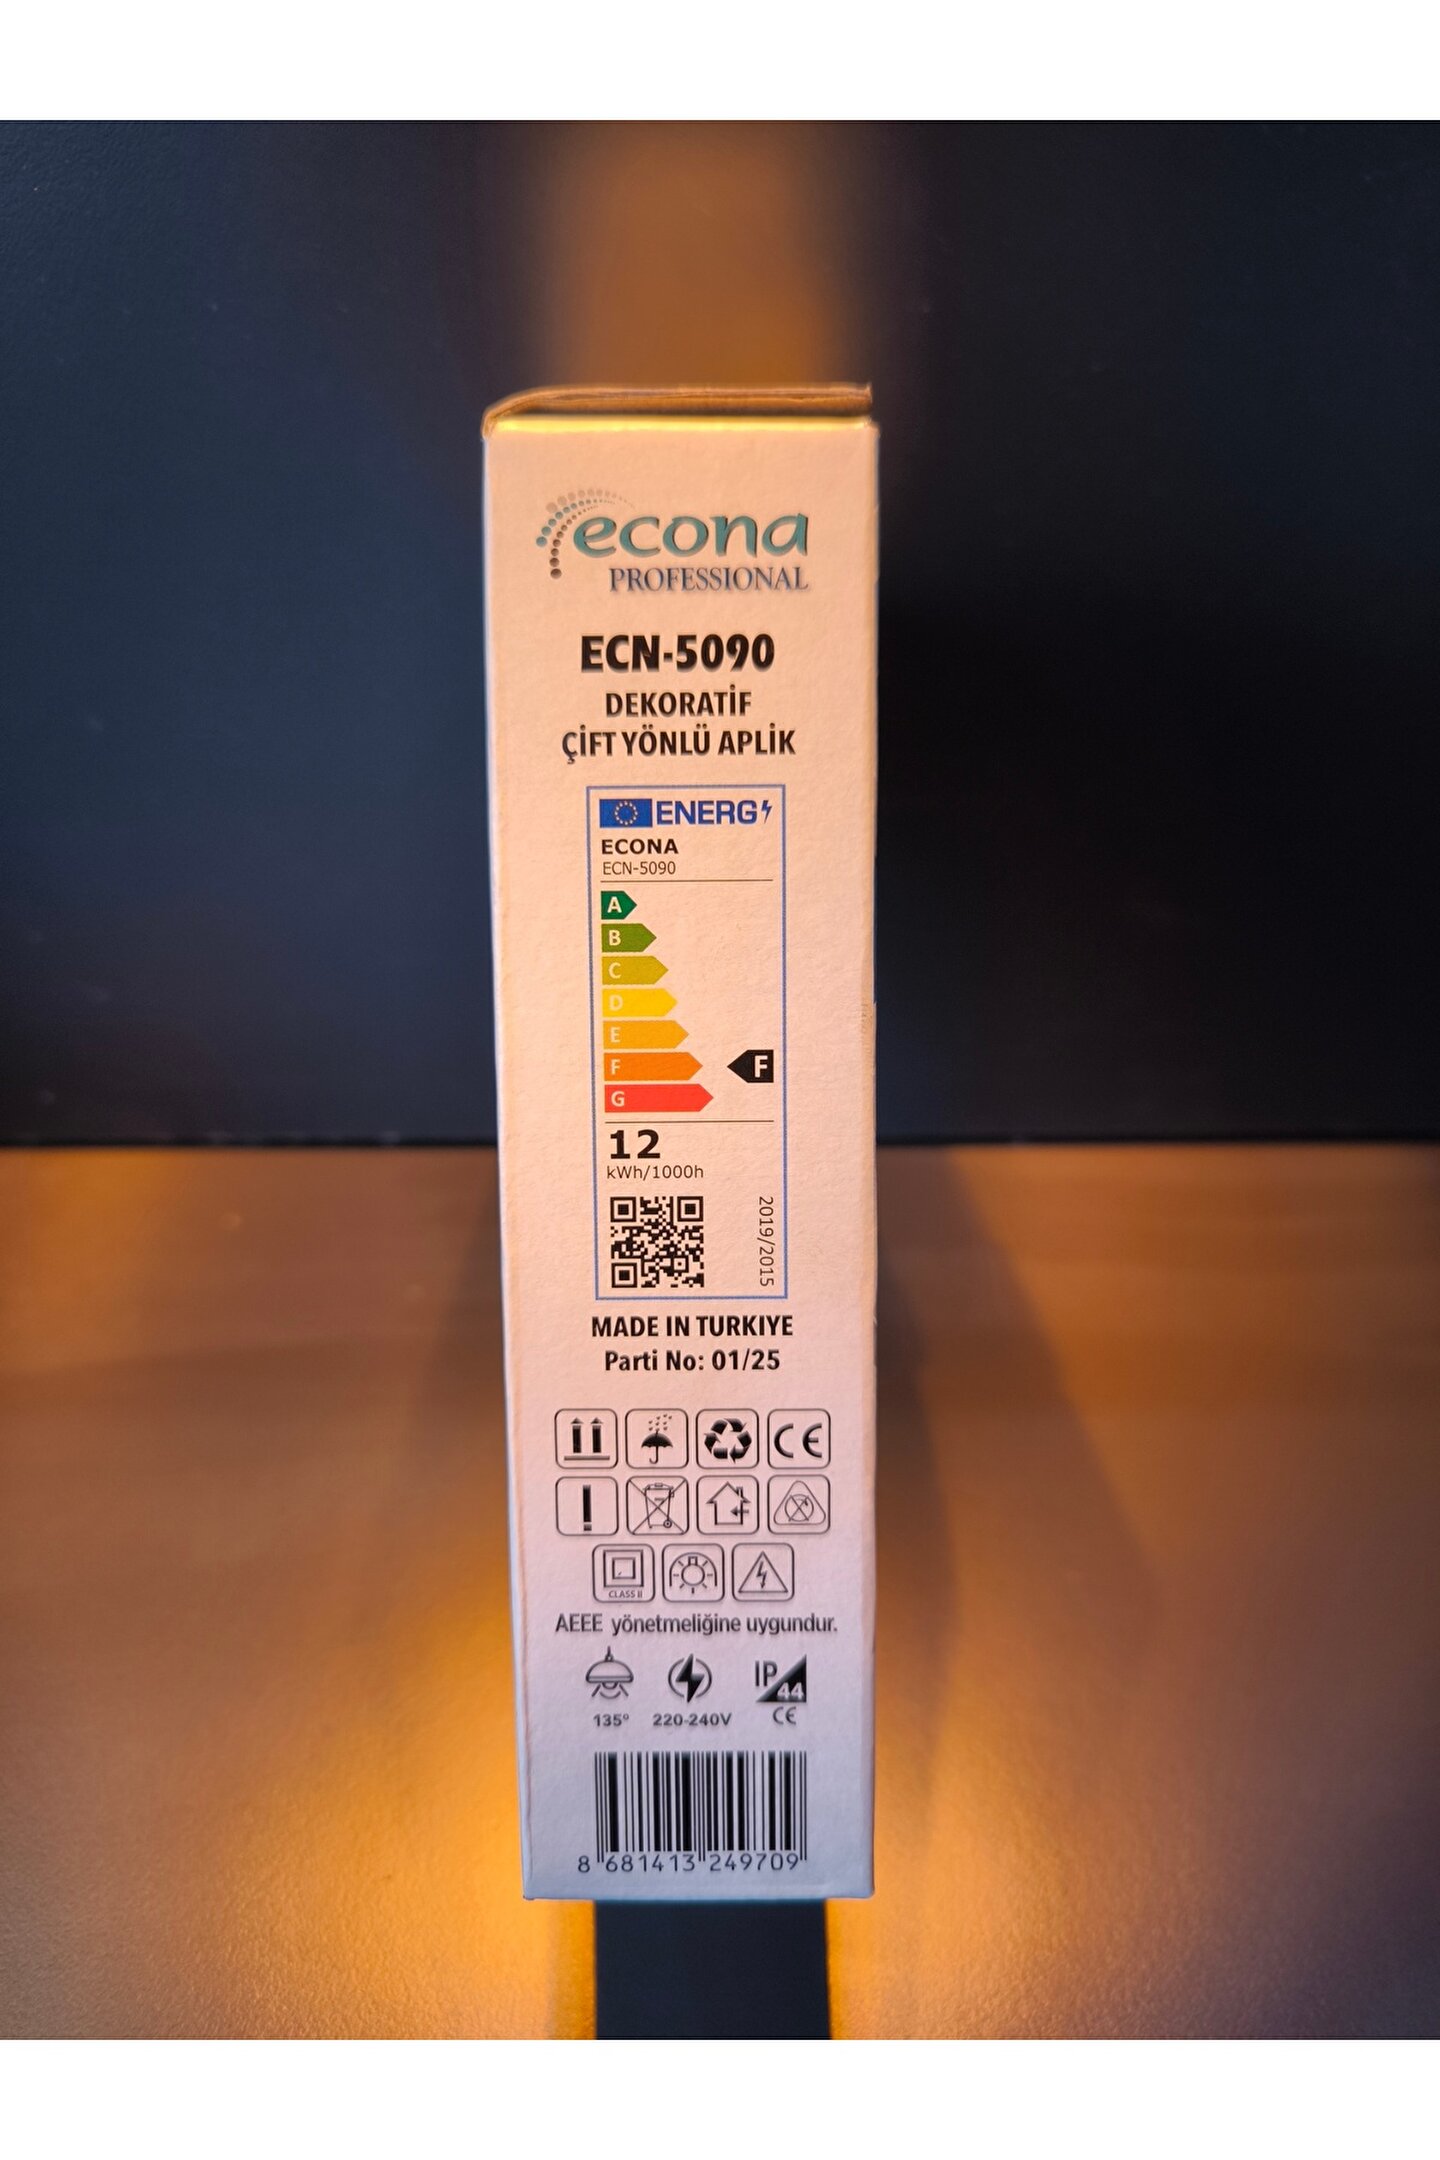 econa
PROFESSIONAL
ECN-5090
DEKORATİF
ÇİFT YÖNLÜ APLİK
ENERG
ECONA
ECN-5090
A
B
C
D
E
F
F
G
12
kWh/1000h
2019/2015
MADE IN TURKIYE
Parti No: 01/25
CE
!
CLASS II
AEEE yönetmeliğine uygundur.
IP 44
135° 220-240V CE
8 681413 249709